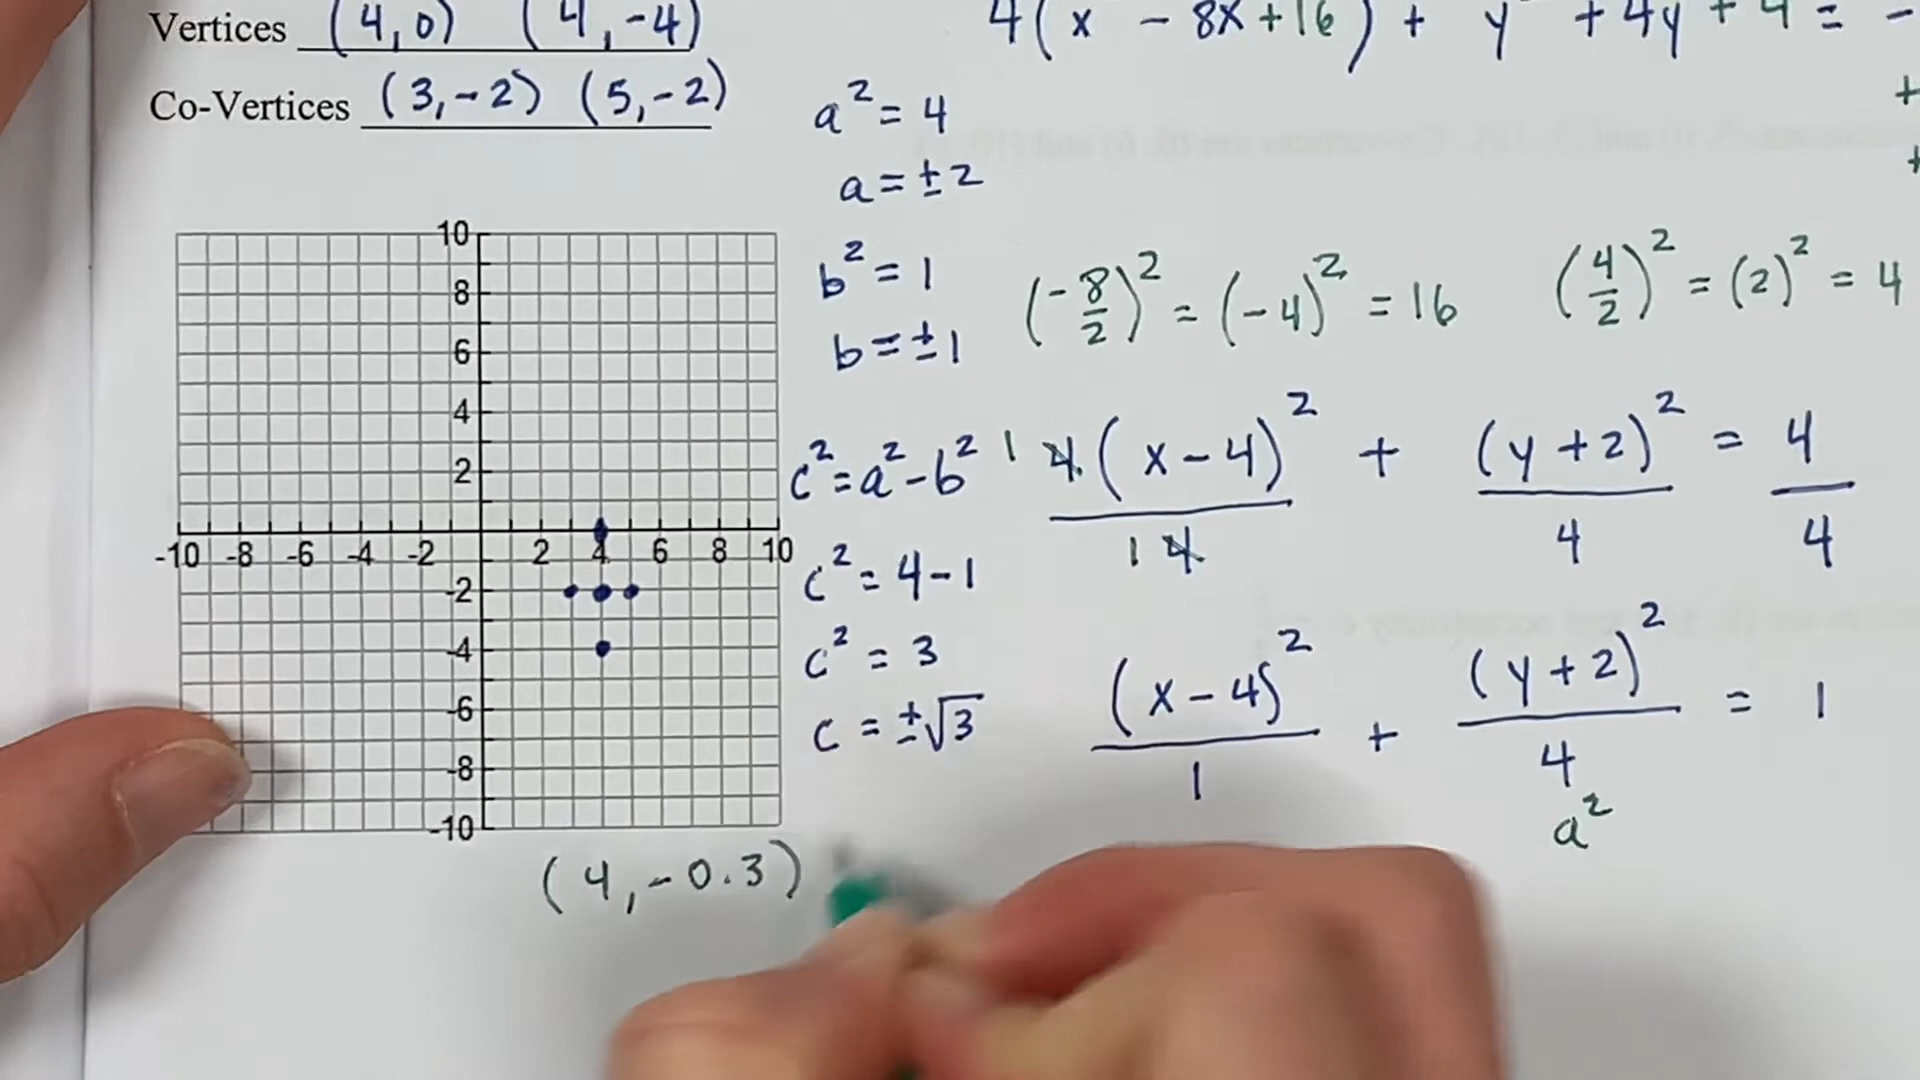 Vertices (4,0) (4,-4)
Co-Vertices (3,-2) (5,-2)
4(x - 8x+16) + y + 4y + 4 = -
+
+
a² = 4
a = ±2
b² = 1
b = ±1
(-8/2)² = (-4)² = 16
(4/2)² = (2)² = 4
c² = a² - b²
c² = 4 - 1
c² = 3
c = ±√3
1 4(x-4)² / 1 4 + (y+2)² / 4 = 4 / 4
(x-4)² / 1 + (y+2)² / 4 = 1
a²
10
8
6
4
2
-10 -8 -6 -4 -2 2 4 6 8 10
-2
-4
-6
-8
-10
(4,-0.3)